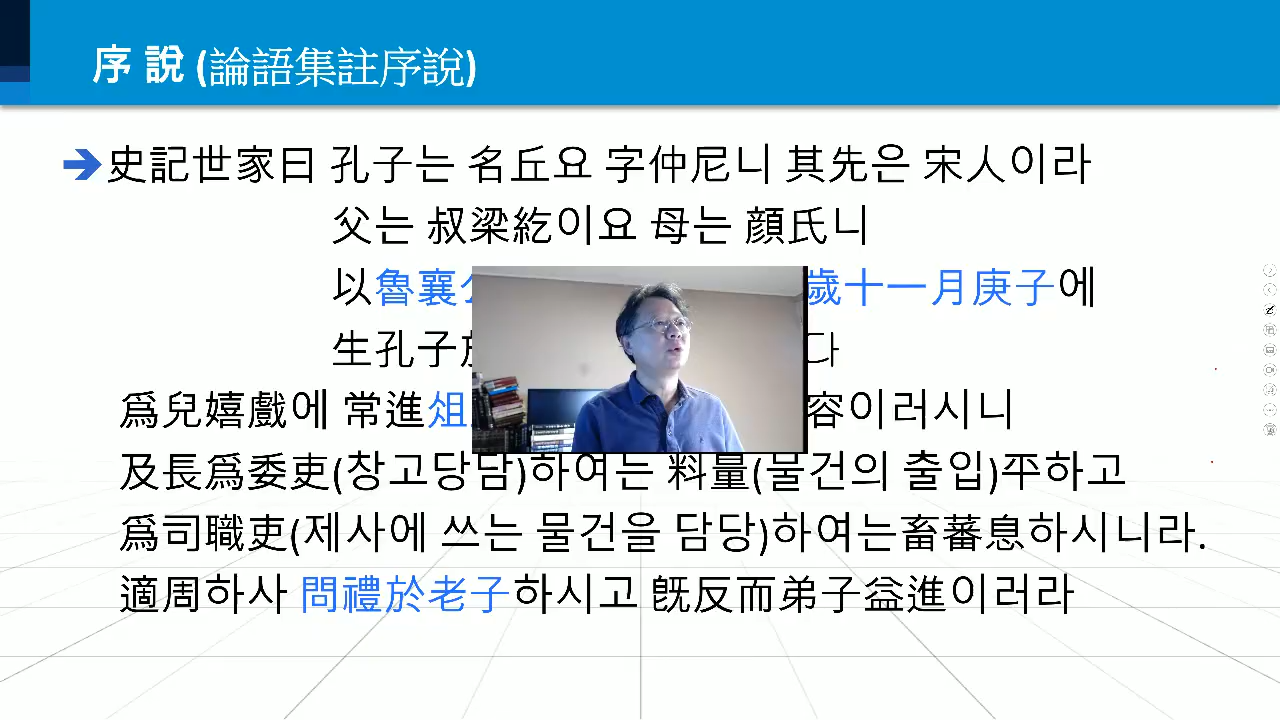 序 說 (論語集註序說)
史記世家曰 孔子는 名丘요 字仲尼니 其先은 宋人이라
父는 叔梁紇이요 母는 顔氏니
以魯襄 歲十一月庚子에
生孔子 다
爲兒嬉戲에 常進俎 容이러시니
及長爲委吏(창고당담)하여는 料量(물건의 출입)平하고
爲司職吏(제사에 쓰는 물건을 담당)하여는畜蕃息하시니라.
適周하사 問禮於老子하시고 旣反而弟子益進이러라